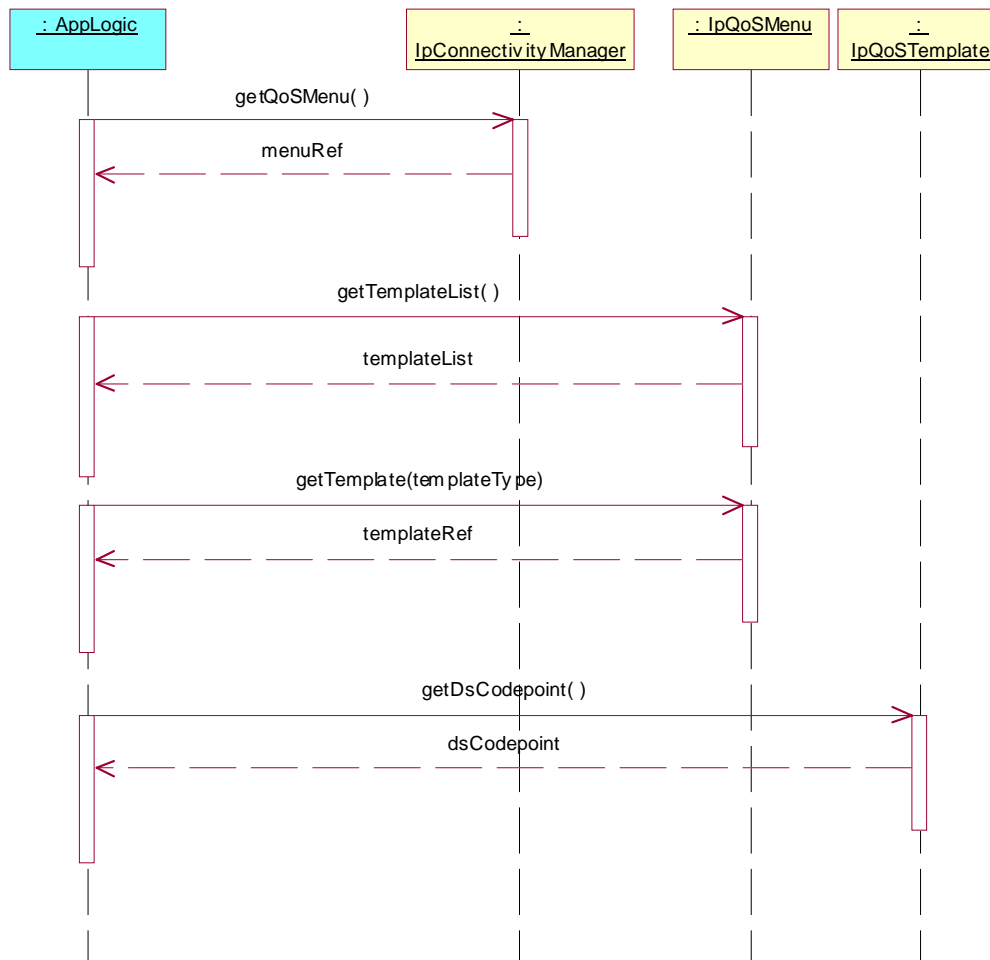 : AppLogic
:
IpConnectivityManager
: IpQoSMenu
:
IpQoSTemplate
getQoSMenu( )
menuRef
getTemplateList( )
templateList
getTemplate(templateType)
templateRef
getDsCodepoint( )
dsCodepoint